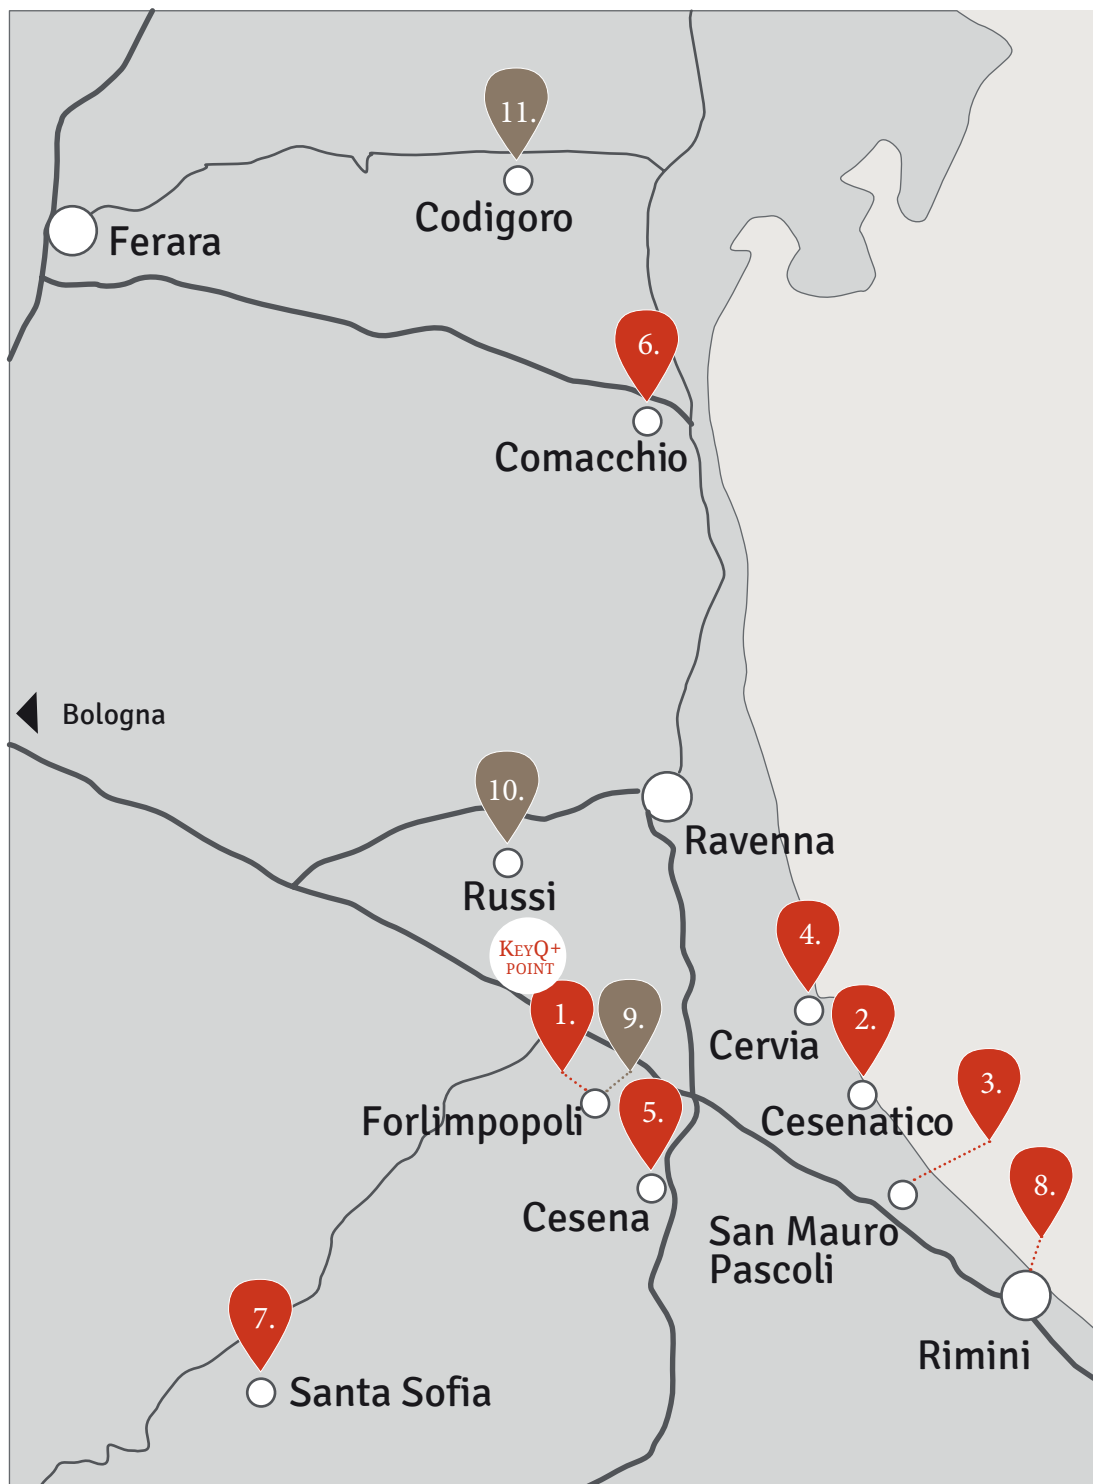 11.
Codigoro
Ferara
6.
Comacchio
Bologna
10.
Ravenna
Russi
4.
KEYQ+
POINT
1.
9.
2.
Cervia
3.
5.
Forlimpopoli
Cesenatico
8.
Cesena
San Mauro
Pascoli
7.
Rimini
Santa Sofia